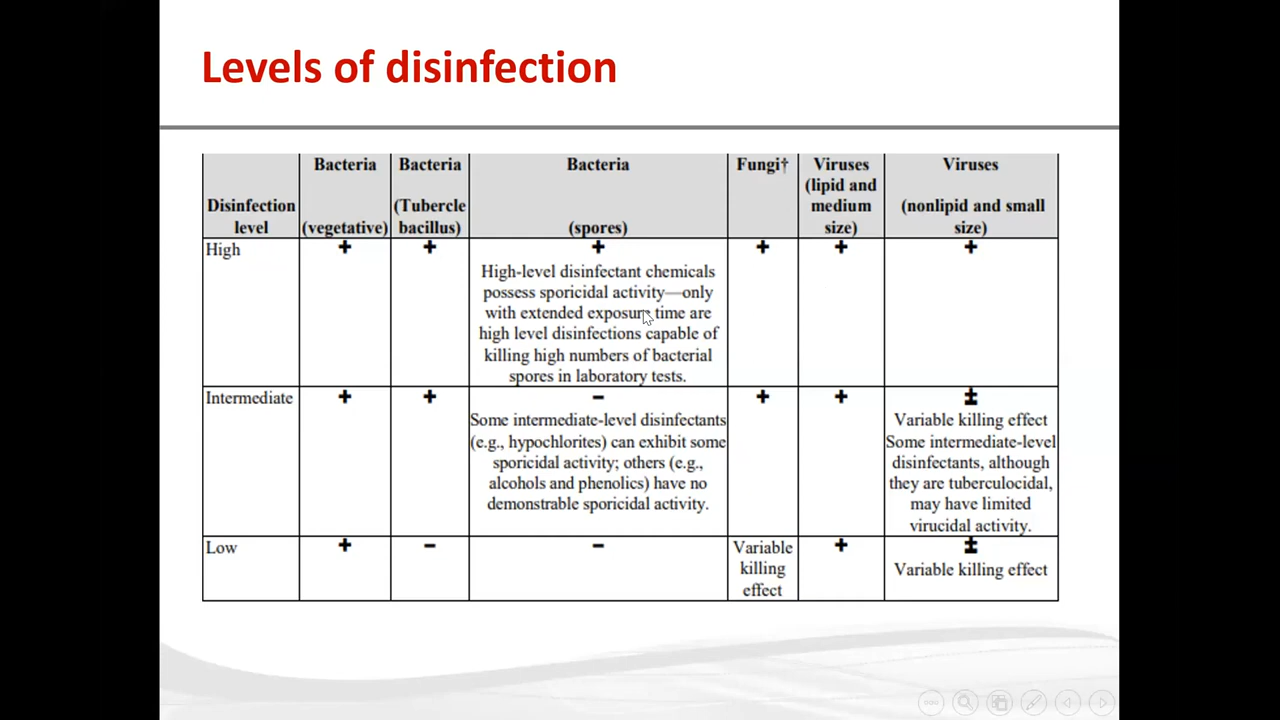 Levels of disinfection
Disinfection
level
Bacteria
(vegetative)
Bacteria
(Tubercle
bacillus)
Bacteria
(spores)
Fungi†
Viruses
(lipid and
medium
size)
Viruses
(nonlipid and small
size)
High
+
+
+
High-level disinfectant chemicals
possess sporicidal activity—only
with extended exposure time are
high level disinfections capable of
killing high numbers of bacterial
spores in laboratory tests.
+
+
+
Intermediate
+
+
−
Some intermediate-level disinfectants
(e.g., hypochlorites) can exhibit some
sporicidal activity; others (e.g.,
alcohols and phenolics) have no
demonstrable sporicidal activity.
+
+
±
Variable killing effect
Some intermediate-level
disinfectants, although
they are tuberculocidal,
may have limited
virucidal activity.
Low
+
−
−
Variable
killing
effect
+
±
Variable killing effect